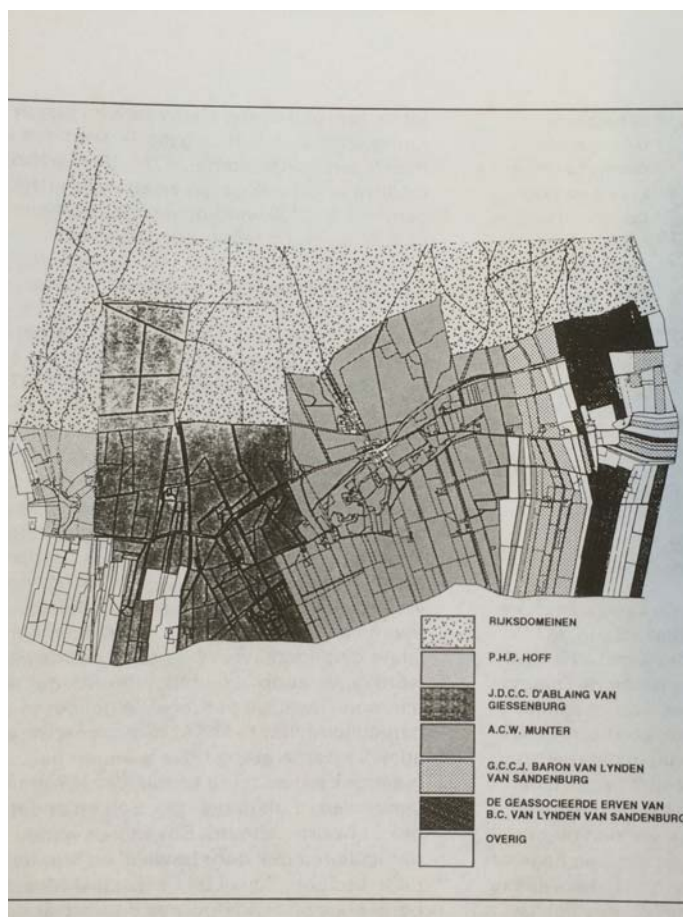 RIJKSDOMEINEN
P.H.P. HOFF
J.D.C.C. D'ABLAING VAN
GIESSENBURG
A.C.W. MUNTER
G.C.C.J. BARON VAN LYNDEN
VAN SANDENBURG
DE GEASSOCIEERDE ERVEN VAN
B.C. VAN LYNDEN VAN SANDENBURG
OVERIG